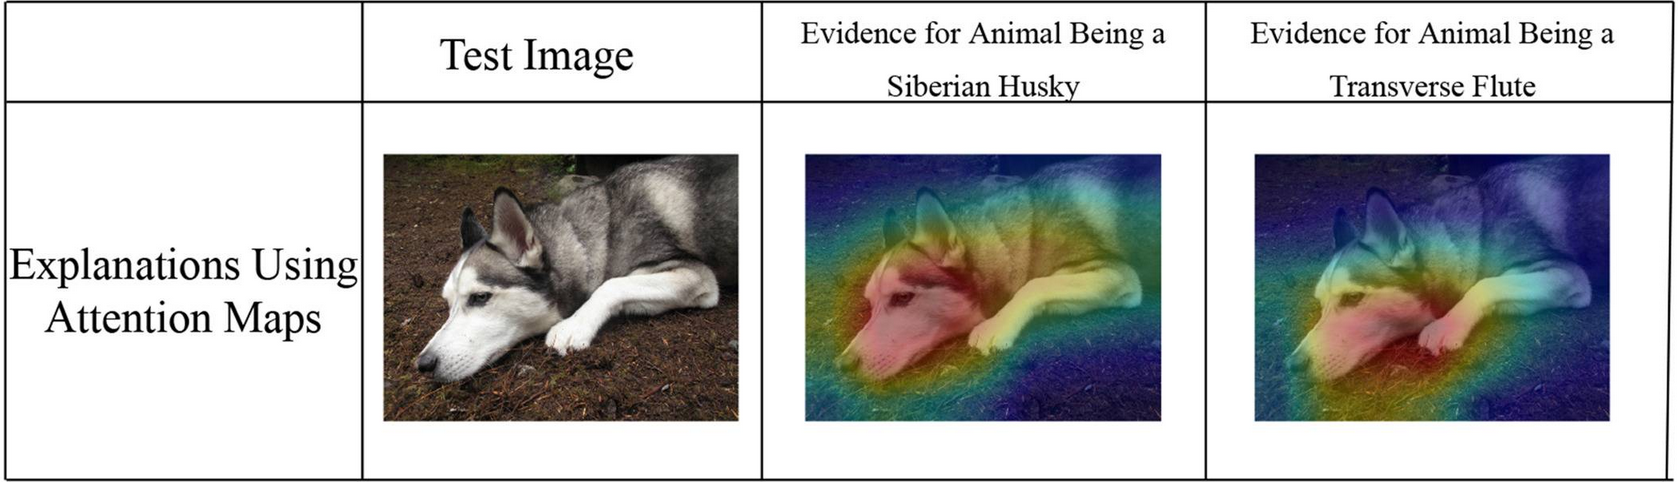 Test Image
Evidence for Animal Being a
Siberian Husky
Evidence for Animal Being a
Transverse Flute
Explanations Using
Attention Maps